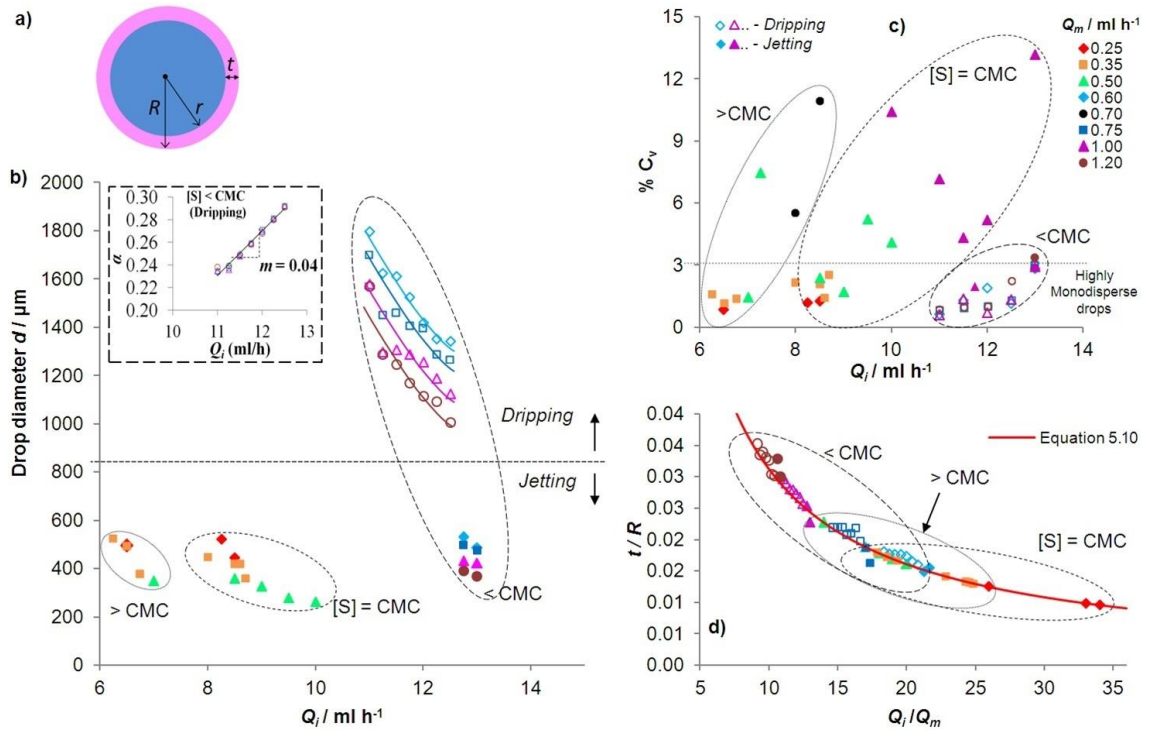 a)
t
R
r
b)
2000
1800
1600
1400
1200
1000
800
600
400
200
0
Drop diameter d / µm
0.30
0.28
0.26
0.24
0.22
0.20
α
[S] < CMC
(Dripping)
m = 0.04
10 11 12 13
Qi (ml/h)
Dripping
Jetting
> CMC
[S] = CMC
< CMC
6 8 10 12 14
Qi / ml h-1
c)
.. - Dripping
.. - Jetting
15
12
9
6
3
0
% Cv
>CMC
[S] = CMC
<CMC
Highly
Monodisperse
drops
6 8 10 12 14
Qi / ml h-1
Qm / ml h-1
0.25
0.35
0.50
0.60
0.70
0.75
1.00
1.20
0.04
0.04
0.03
0.03
0.02
0.02
0.01
0.01
0.00
t / R
Equation 5.10
< CMC
> CMC
[S] = CMC
d)
5 10 15 20 25 30 35
Qi /Qm